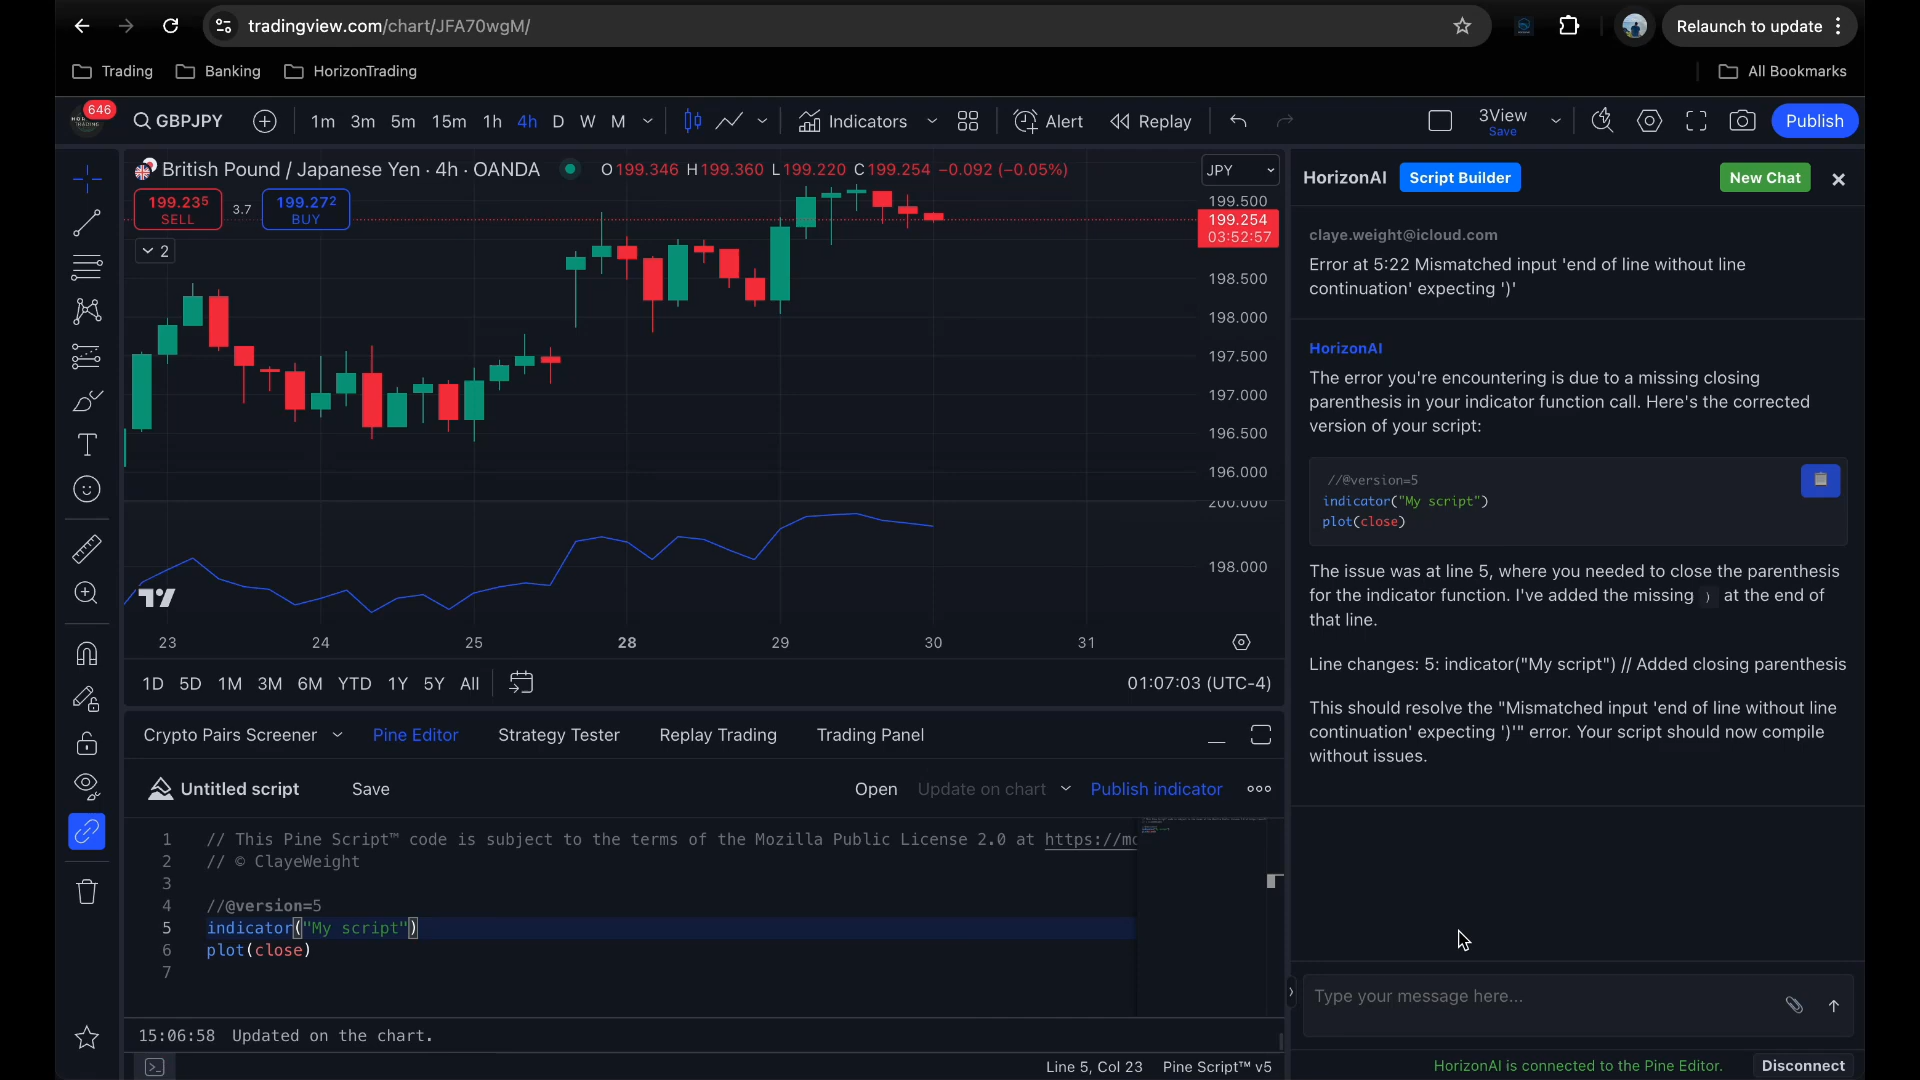 tradingview.com/chart/JFA70wgM/
Relaunch to update
Trading
Banking
HorizonTrading
All Bookmarks
646
GBPJPY
1m 3m 5m 15m 1h 4h D W M
Indicators
Alert
Replay
3View
Save
Publish
British Pound / Japanese Yen · 4h · OANDA
O199.346 H199.360 L199.220 C199.254 −0.092 (−0.05%)
JPY
199.235
SELL
3.7
199.272
BUY
2
199.500
199.254
03:52:57
198.500
198.000
197.500
197.000
196.500
196.000
200.000
198.000
23 24 25 28 29 30 31
1D 5D 1M 3M 6M YTD 1Y 5Y All
01:07:03 (UTC-4)
Crypto Pairs Screener
Pine Editor
Strategy Tester
Replay Trading
Trading Panel
Untitled script
Save
Open
Update on chart
Publish indicator
1 // This Pine Script™ code is subject to the terms of the Mozilla Public License 2.0 at https://mo
2 // © ClayeWeight
3
4 //@version=5
5 indicator("My script")
6 plot(close)
7
15:06:58 Updated on the chart.
Line 5, Col 23
Pine Script™ v5
HorizonAI
Script Builder
New Chat
claye.weight@icloud.com
Error at 5:22 Mismatched input 'end of line without line
continuation' expecting ')'
HorizonAI
The error you're encountering is due to a missing closing
parenthesis in your indicator function call. Here's the corrected
version of your script:
//@version=5
indicator("My script")
plot(close)
The issue was at line 5, where you needed to close the parenthesis
for the indicator function. I've added the missing ) at the end of
that line.
Line changes: 5: indicator("My script") // Added closing parenthesis
This should resolve the "Mismatched input 'end of line without line
continuation' expecting ')'" error. Your script should now compile
without issues.
Type your message here...
HorizonAI is connected to the Pine Editor.
Disconnect